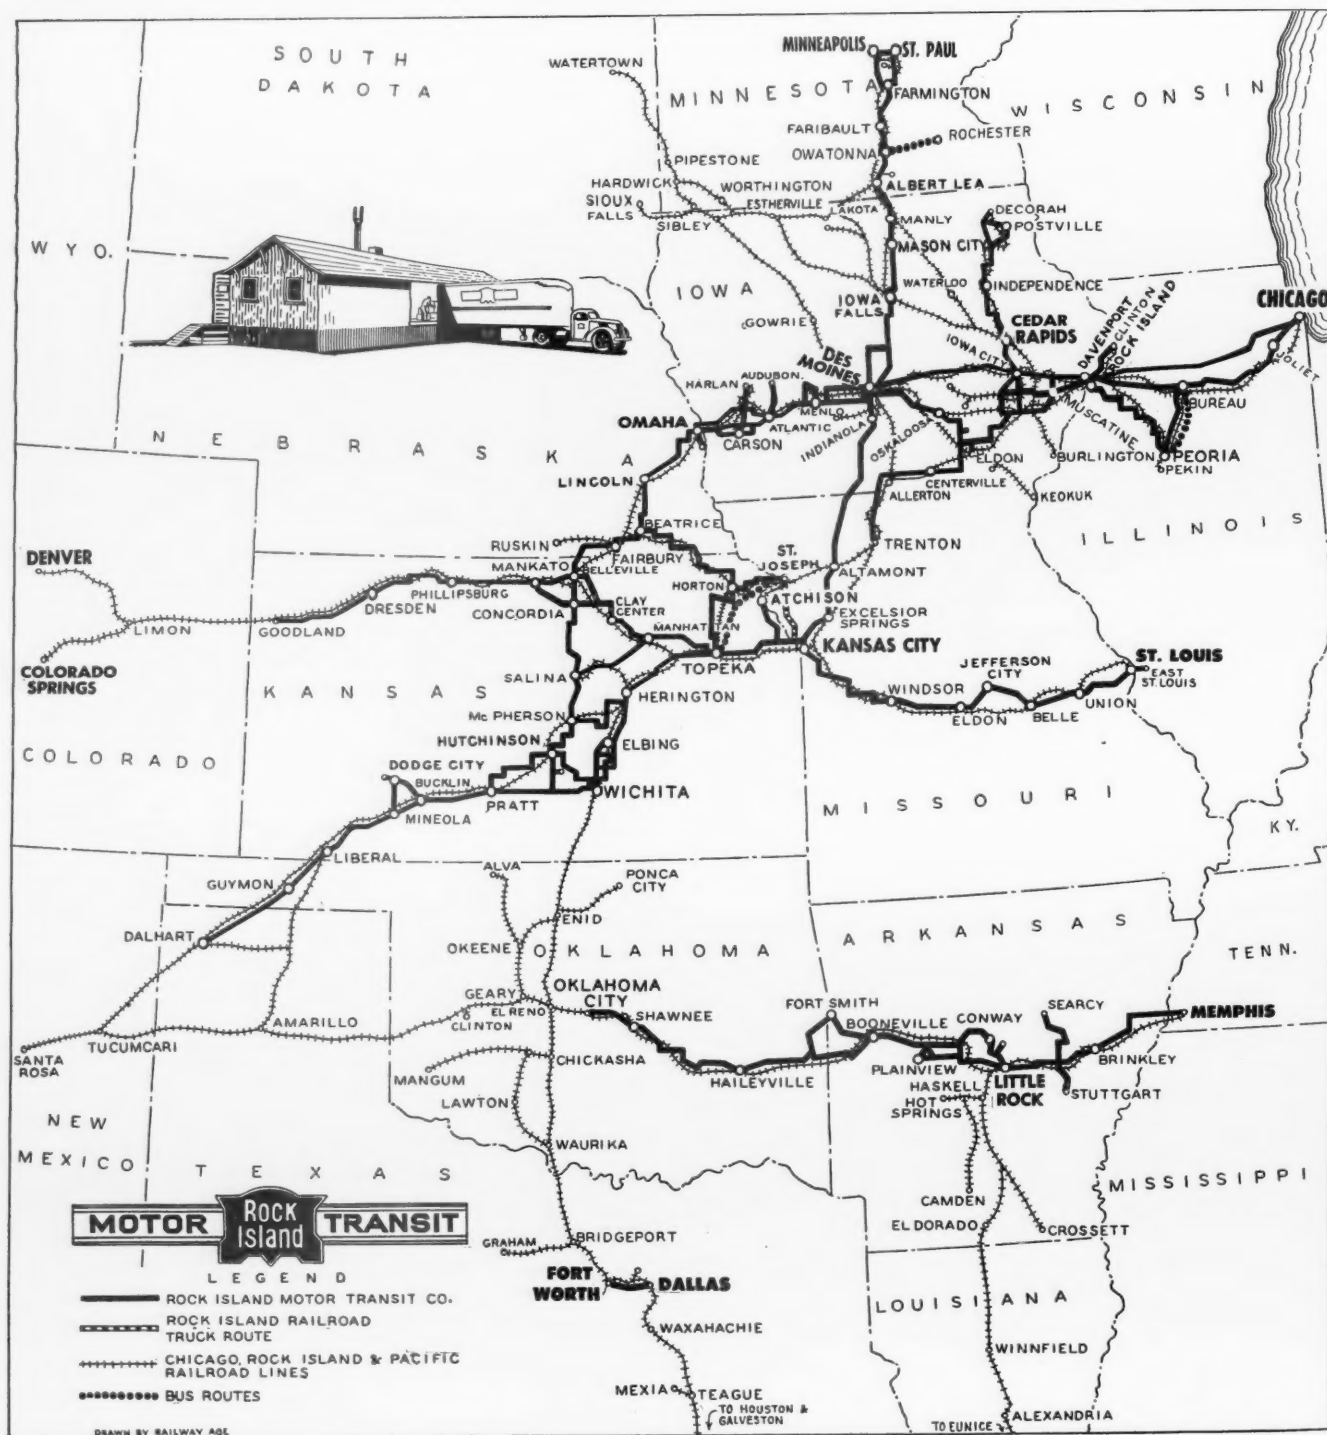 SOUTH
DAKOTA
WATERTOWN
MINNEAPOLIS
ST. PAUL
MINNESOTA
WISCONSIN
FARMINGTON
FARIBAULT
OWATONNA
ROCHESTER
PIPESTONE
HARDWICK
WORTHINGTON
ALBERT LEA
SIOUX
FALLS
ESTHERVILLE
LAKOTA
SIBLEY
MANLY
DECORAH
POSTVILLE
MASON CITY
WYO.
IOWA
IOWA
FALLS
WATERLOO
INDEPENDENCE
GOWRIE
CEDAR
RAPIDS
IOWA CITY
DAVENPORT
CLINTON
ROCK ISLAND
CHICAGO
JOLIET
DES
MOINES
HARLAN
AUDUBON.
MENLO
ATLANTIC
INDIANOLA
OSKALOOSA
MUSCATINE
BUREAU
OMAHA
CARSON
ELDON
BURLINGTON
PEORIA
PEKIN
NEBRASKA
LINCOLN
CENTERVILLE
ALLERTON
KEOKUK
ILLINOIS
BEATRICE
RUSKIN
FAIRBURY
TRENTON
DENVER
MANKATO
BELLEVILLE
ST.
JOSEPH
HORTON
ALTAMONT
PHILLIPSBURG
DRESDEN
CONCORDIA
CLAY
CENTER
ATCHISON
EXCELSIOR
SPRINGS
LIMON
GOODLAND
MANHATTAN
KANSAS CITY
COLORADO
SPRINGS
TOPEKA
JEFFERSON
CITY
ST. LOUIS
EAST
ST. LOUIS
KANSAS
SALINA
HERINGTON
WINDSOR
ELDON
BELLE
UNION
McPHERSON
HUTCHINSON
ELBING
COLORADO
DODGE CITY
BUCKLIN
PRATT
WICHITA
MINEOLA
MISSOURI
KY.
LIBERAL
GUYMON
ALVA
PONCA
CITY
ENID
DALHART
OKEENE
OKLAHOMA
ARKANSAS
TENN.
GEARY
EL RENO
CLINTON
OKLAHOMA
CITY
SHAWNEE
FORT SMITH
BOONEVILLE
CONWAY
SEARCY
MEMPHIS
AMARILLO
TUCUMCARI
SANTA
ROSA
CHICKASHA
MANGUM
HAILEYVILLE
PLAINVIEW
LITTLE
ROCK
BRINKLEY
HASKELL
HOT
SPRINGS
STUTTGART
LAWTON
NEW
MEXICO
WAURIKA
TEXAS
MISSISSIPPI
CAMDEN
EL DORADO
CROSSETT
MOTOR Rock Island TRANSIT
GRAHAM
BRIDGEPORT
LEGEND
FORT
WORTH
DALLAS
ROCK ISLAND MOTOR TRANSIT CO.
LOUISIANA
ROCK ISLAND RAILROAD
TRUCK ROUTE
WAXAHACHIE
WINNFIELD
CHICAGO, ROCK ISLAND & PACIFIC
RAILROAD LINES
BUS ROUTES
MEXIA
TEAGUE
TO HOUSTON &
GALVESTON
ALEXANDRIA
TO EUNICE
DRAWN BY RAILWAY AGE